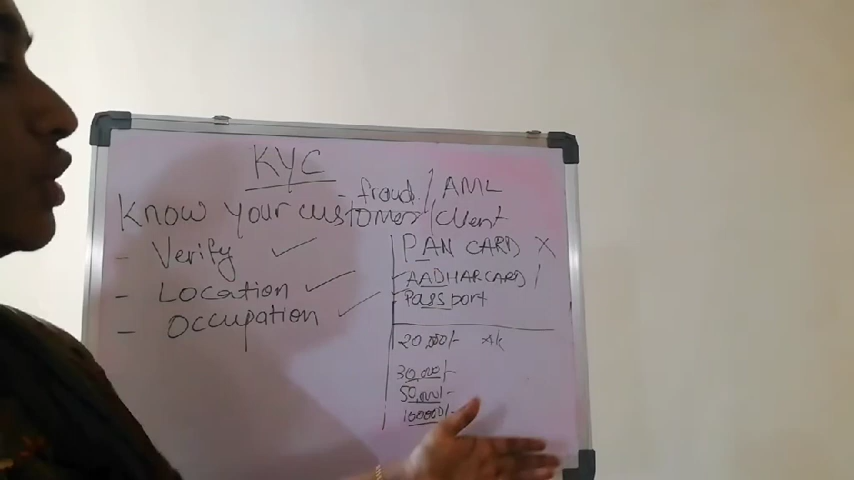 KYC
- fraud / AML
Know your customers / Client
- Verify ✓
- Location ✓
- Occupation ✓
PAN CARD X
AADHAR CARD /
Passport
20,000/-
30,000/-
50,000/-
100000/-